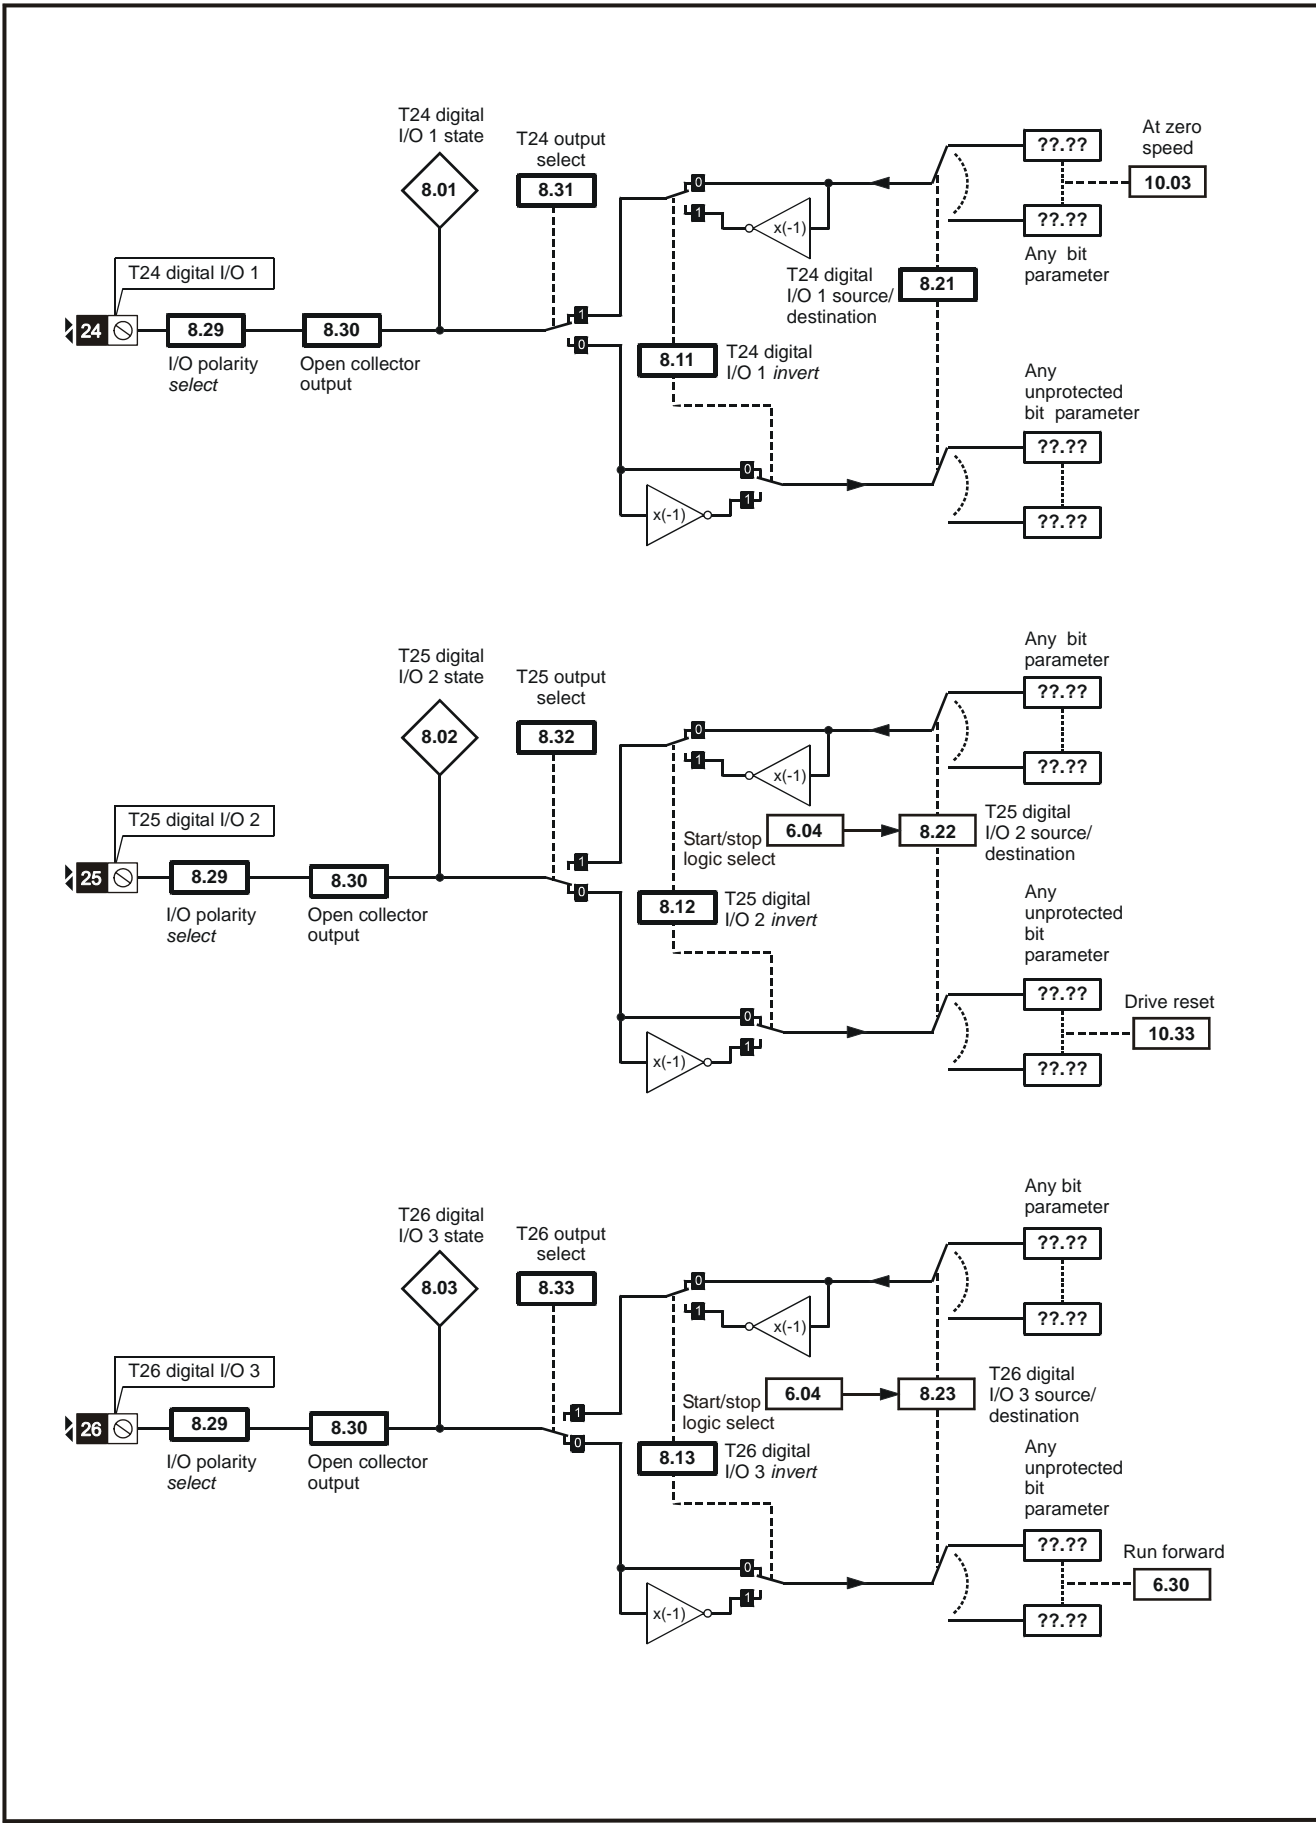 T24 digital
I/O 1 state
8.01
T24 output
select
8.31
0
1
x(-1)
??.??
??.??
At zero
speed
10.03
Any bit
parameter
T24 digital I/O 1
24
8.29
I/O polarity
select
8.30
Open collector
output
1
0
T24 digital
I/O 1 source/
destination
8.21
8.11
T24 digital
I/O 1 invert
Any
unprotected
bit parameter
??.??
??.??
0
1
x(-1)
T25 digital
I/O 2 state
8.02
T25 output
select
8.32
0
1
x(-1)
Any bit
parameter
??.??
??.??
T25 digital I/O 2
25
8.29
I/O polarity
select
8.30
Open collector
output
1
0
Start/stop
logic select
6.04
8.22
T25 digital
I/O 2 source/
destination
8.12
T25 digital
I/O 2 invert
Any
unprotected
bit
parameter
??.??
??.??
Drive reset
10.33
0
1
x(-1)
T26 digital
I/O 3 state
8.03
T26 output
select
8.33
0
1
x(-1)
Any bit
parameter
??.??
??.??
T26 digital I/O 3
26
8.29
I/O polarity
select
8.30
Open collector
output
1
0
Start/stop
logic select
6.04
8.23
T26 digital
I/O 3 source/
destination
8.13
T26 digital
I/O 3 invert
Any
unprotected
bit
parameter
??.??
??.??
Run forward
6.30
0
1
x(-1)